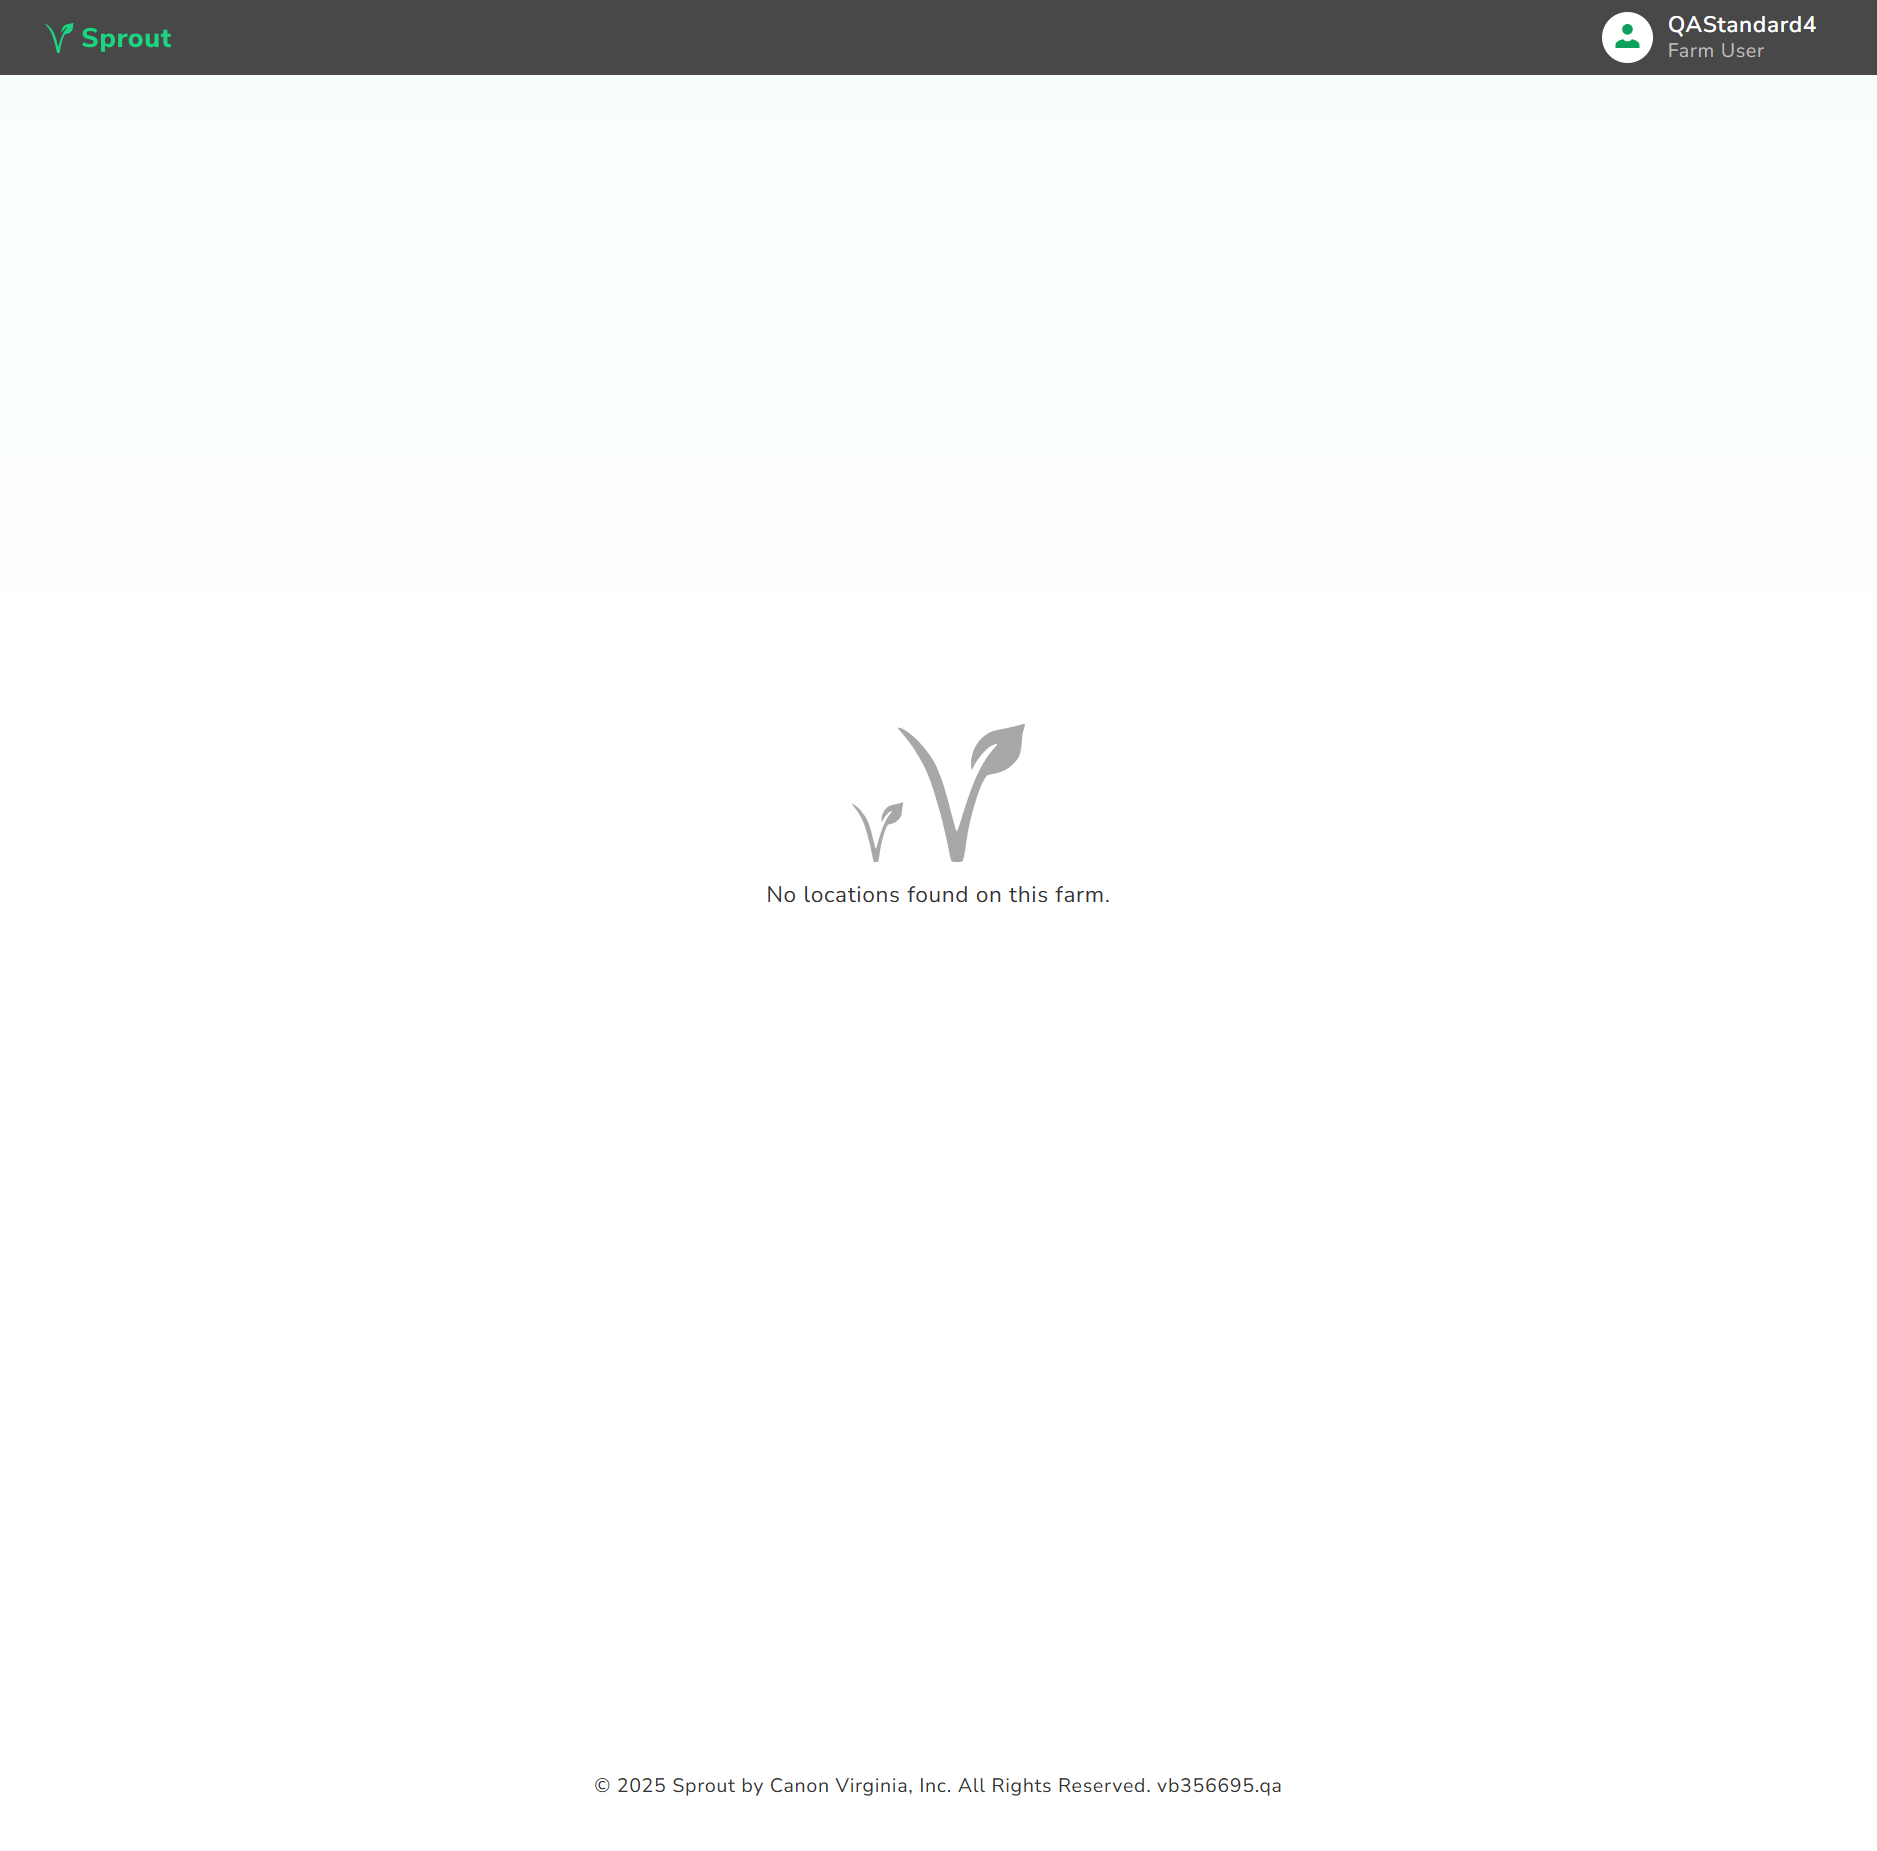 Sprout
QAStandard4
Farm User
No locations found on this farm.
© 2025 Sprout by Canon Virginia, Inc. All Rights Reserved. vb356695.qa